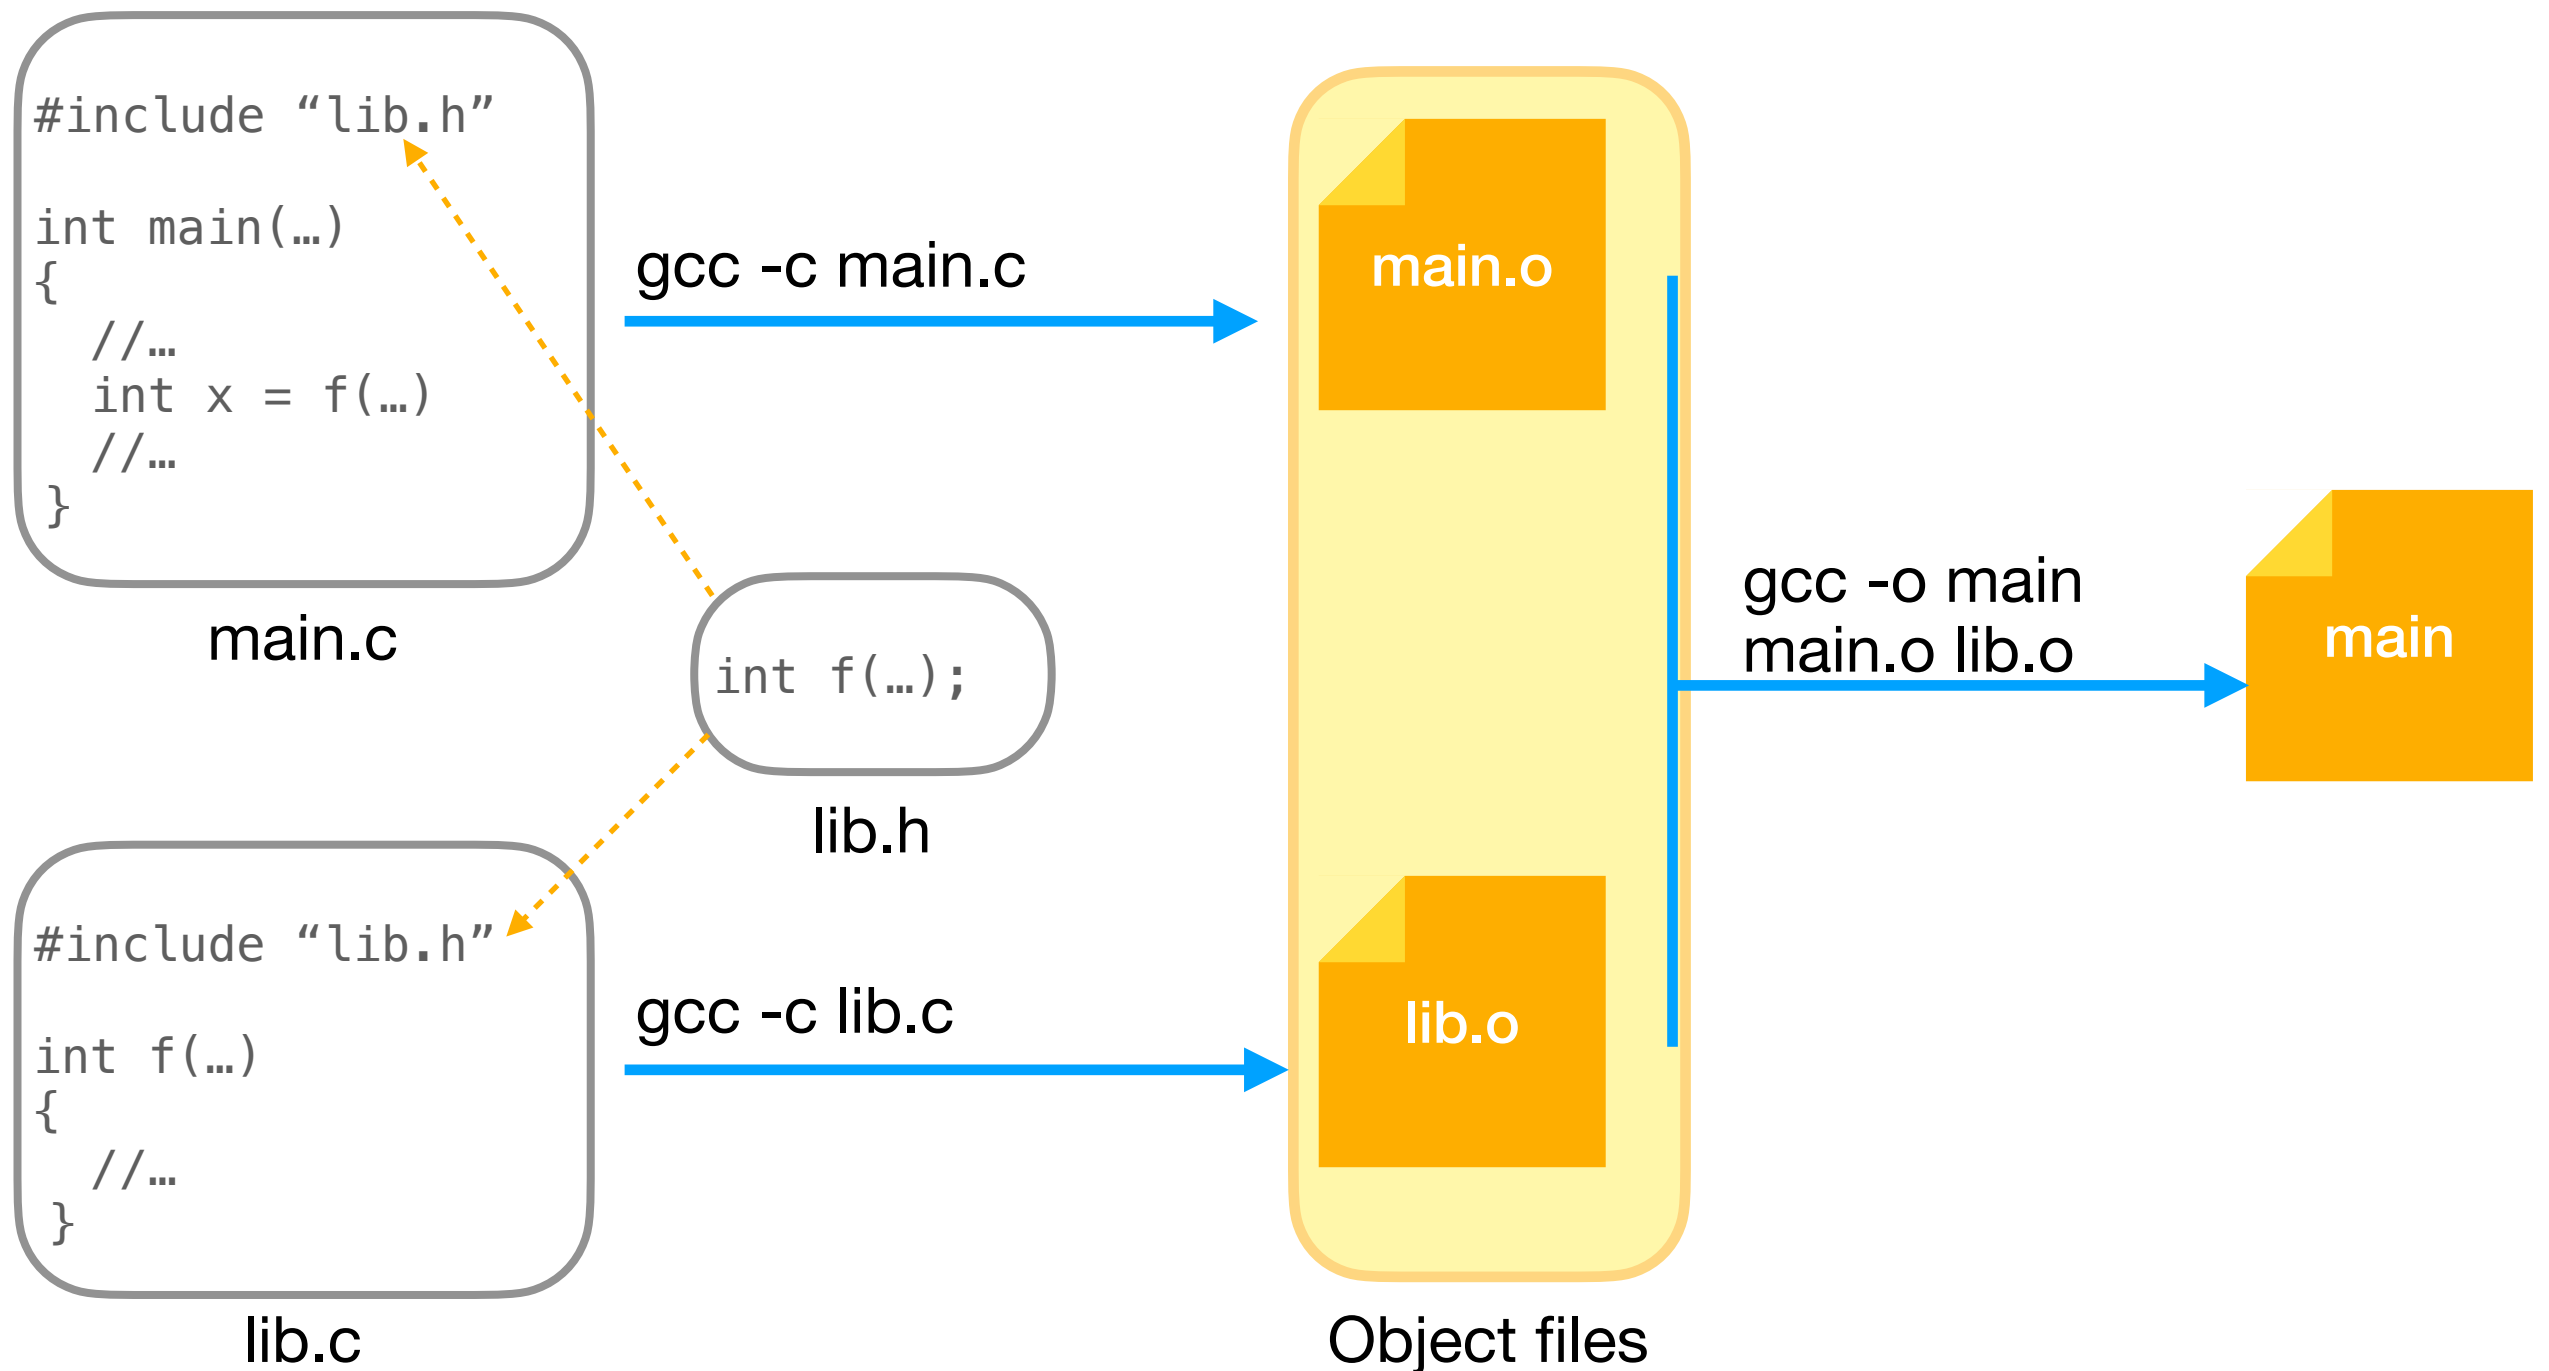 #include “lib.h”
int main(…)
{
//…
int x = f(…)
//…
}
main.c
gcc -c main.c
int f(…);
lib.h
#include “lib.h”
int f(…)
{
//…
}
lib.c
gcc -c lib.c
main.o
lib.o
Object files
gcc -o main
main.o lib.o
main